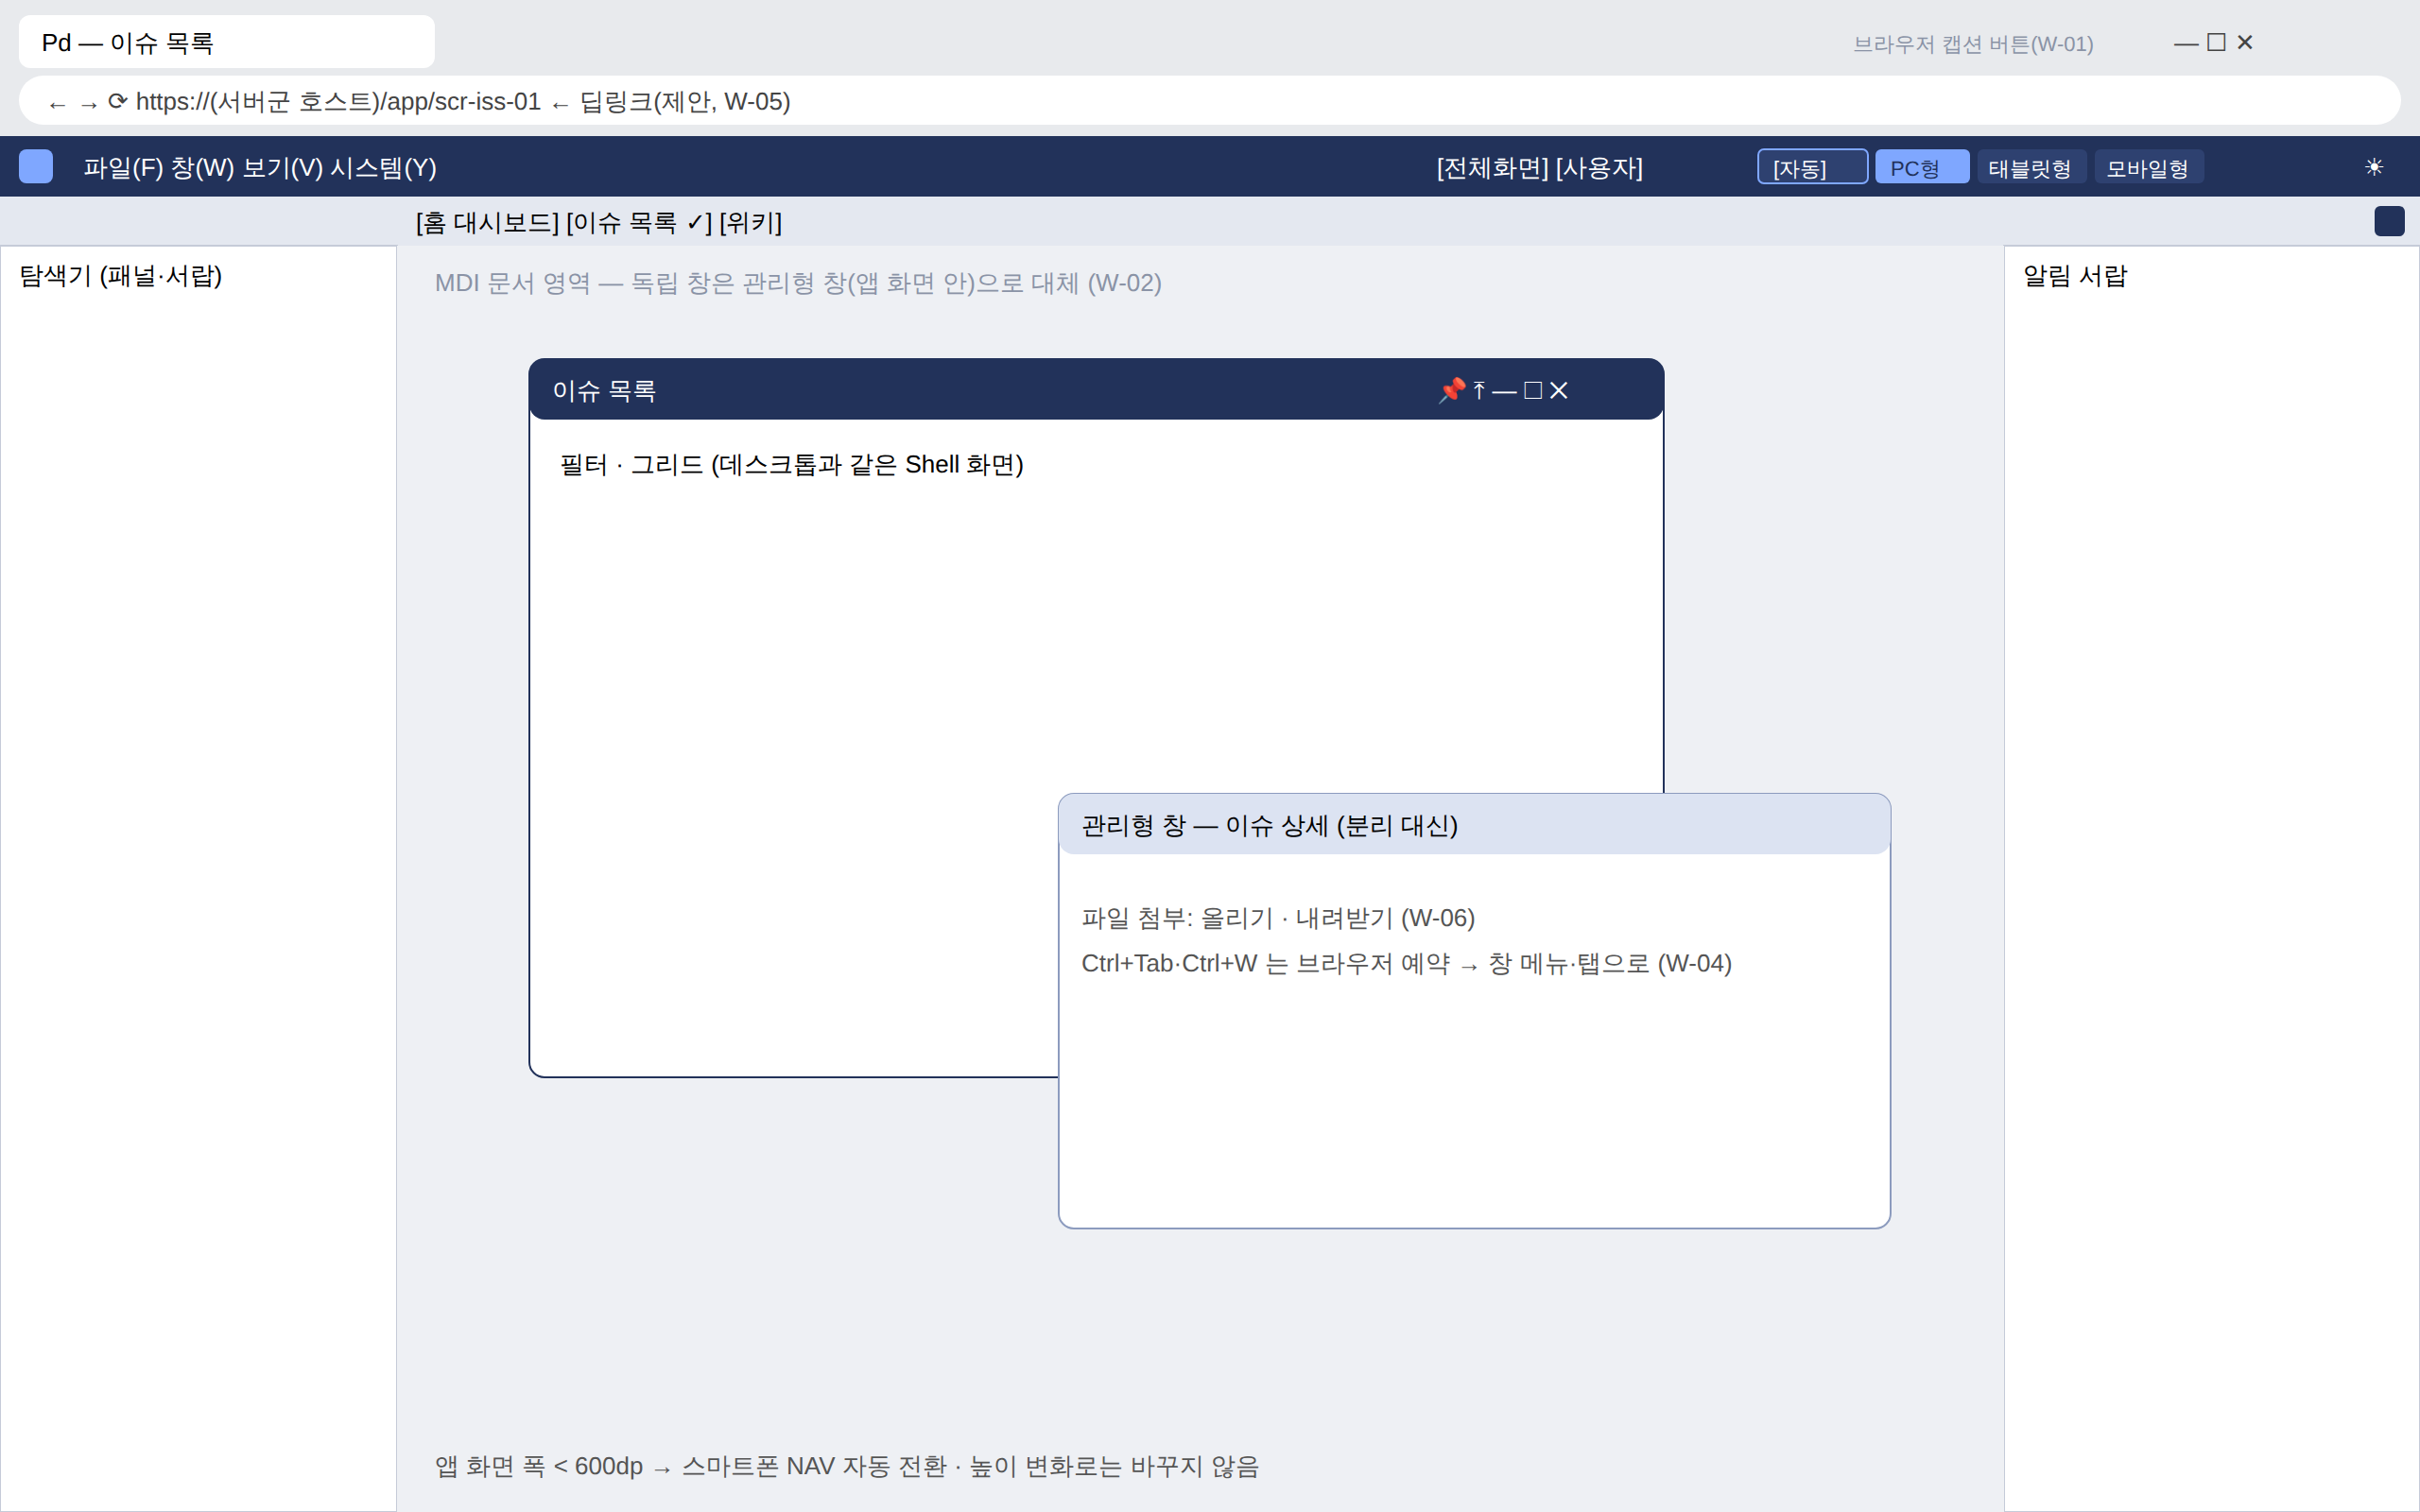 Pd — 이슈 목록
브라우저 캡션 버튼(W-01) — ☐ ✕
← → ⟳ https://(서버군 호스트)/app/scr-iss-01 ← 딥링크(제안, W-05)
파일(F) 창(W) 보기(V) 시스템(Y) [전체화면] [사용자] [자동] PC형 태블릿형 모바일형 ☀
[홈 대시보드] [이슈 목록 ✓] [위키]
탐색기 (패널·서랍)
MDI 문서 영역 — 독립 창은 관리형 창(앱 화면 안)으로 대체 (W-02)
알림 서랍
이슈 목록 📌 ⤒ — ☐ ✕
필터 · 그리드 (데스크톱과 같은 Shell 화면)
관리형 창 — 이슈 상세 (분리 대신)
파일 첨부: 올리기 · 내려받기 (W-06)
Ctrl+Tab·Ctrl+W 는 브라우저 예약 → 창 메뉴·탭으로 (W-04)
앱 화면 폭 < 600dp → 스마트폰 NAV 자동 전환 · 높이 변화로는 바꾸지 않음